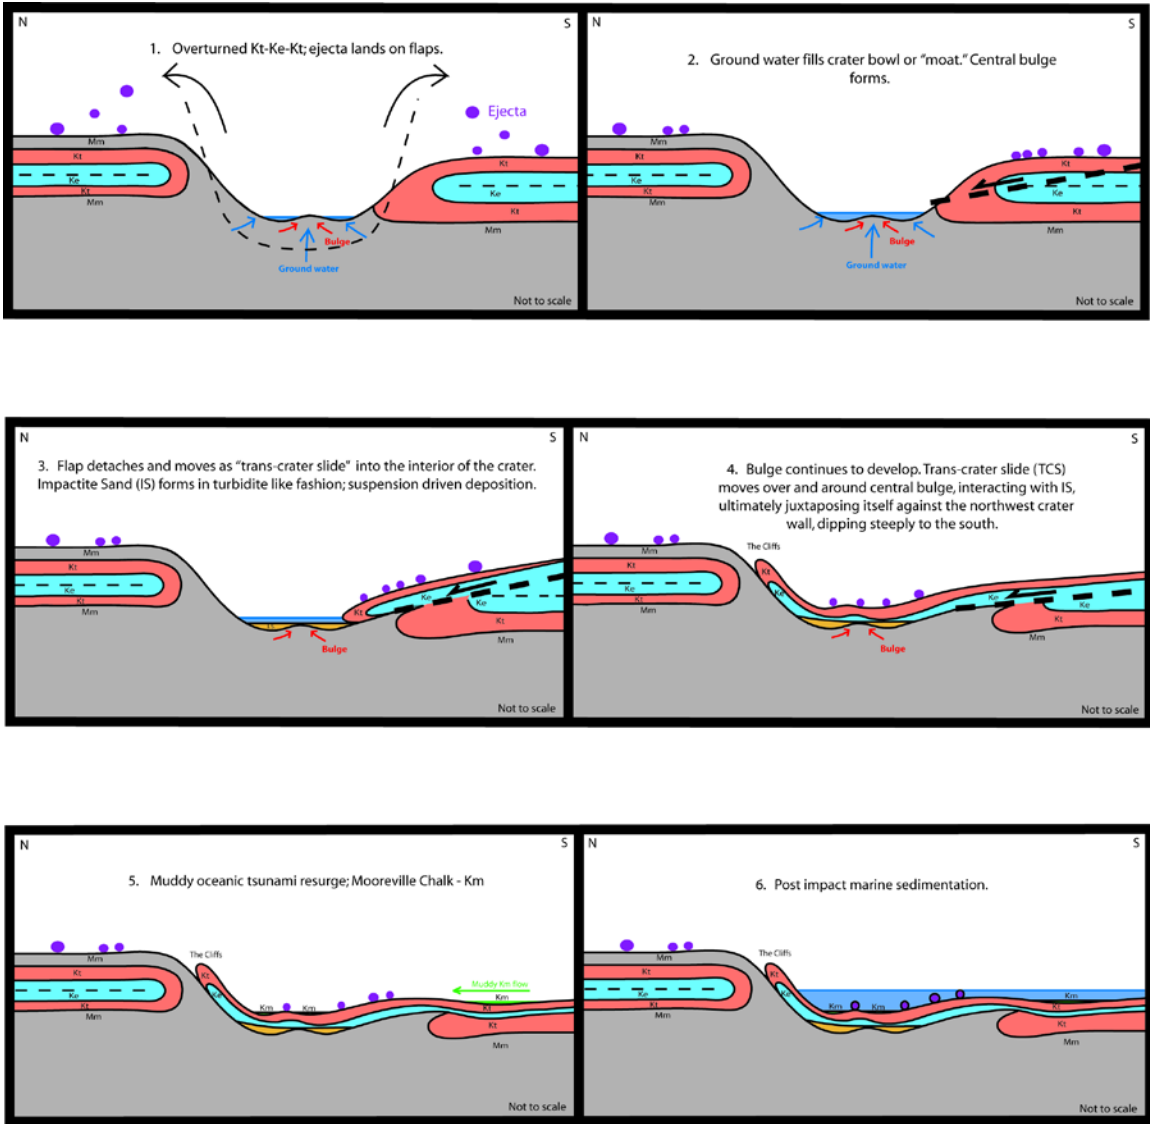 N
S
1. Overturned Kt-Ke-Kt; ejecta lands on flaps.
Ejecta
Mm
Kt
Ke
Kt
Mm
Kt
Ke
Kt
Mm
Bulge
Ground water
Not to scale
2. Ground water fills crater bowl or “moat.” Central bulge
forms.
Mm
Kt
Ke
Kt
Mm
Kt
Ke
Kt
Mm
Bulge
Ground water
Not to scale
N
S
3. Flap detaches and moves as “trans-crater slide” into the interior of the crater.
Impactite Sand (IS) forms in turbidite like fashion; suspension driven deposition.
Mm
Kt
Ke
Kt
Mm
Ke
Kt
Ke
Kt
IS
Mm
Bulge
Not to scale
N
S
4. Bulge continues to develop. Trans-crater slide (TCS)
moves over and around central bulge, interacting with IS,
ultimately juxtaposing itself against the northwest crater
wall, dipping steeply to the south.
The Cliffs
Mm
Kt
Ke
Kt
Mm
Kt
Ke
Ke
Ke
Kt
Mm
Bulge
Not to scale
N
S
5. Muddy oceanic tsunami resurge; Mooreville Chalk - Km
The Cliffs
Mm
Kt
Ke
Kt
Mm
Kt
Ke
Km
Km
Muddy Km flow
Km
Kt
Kt
Mm
Not to scale
N
S
6. Post impact marine sedimentation.
The Cliffs
Mm
Kt
Ke
Kt
Mm
Kt
Ke
Km
Km
Km
Kt
Kt
Mm
Not to scale